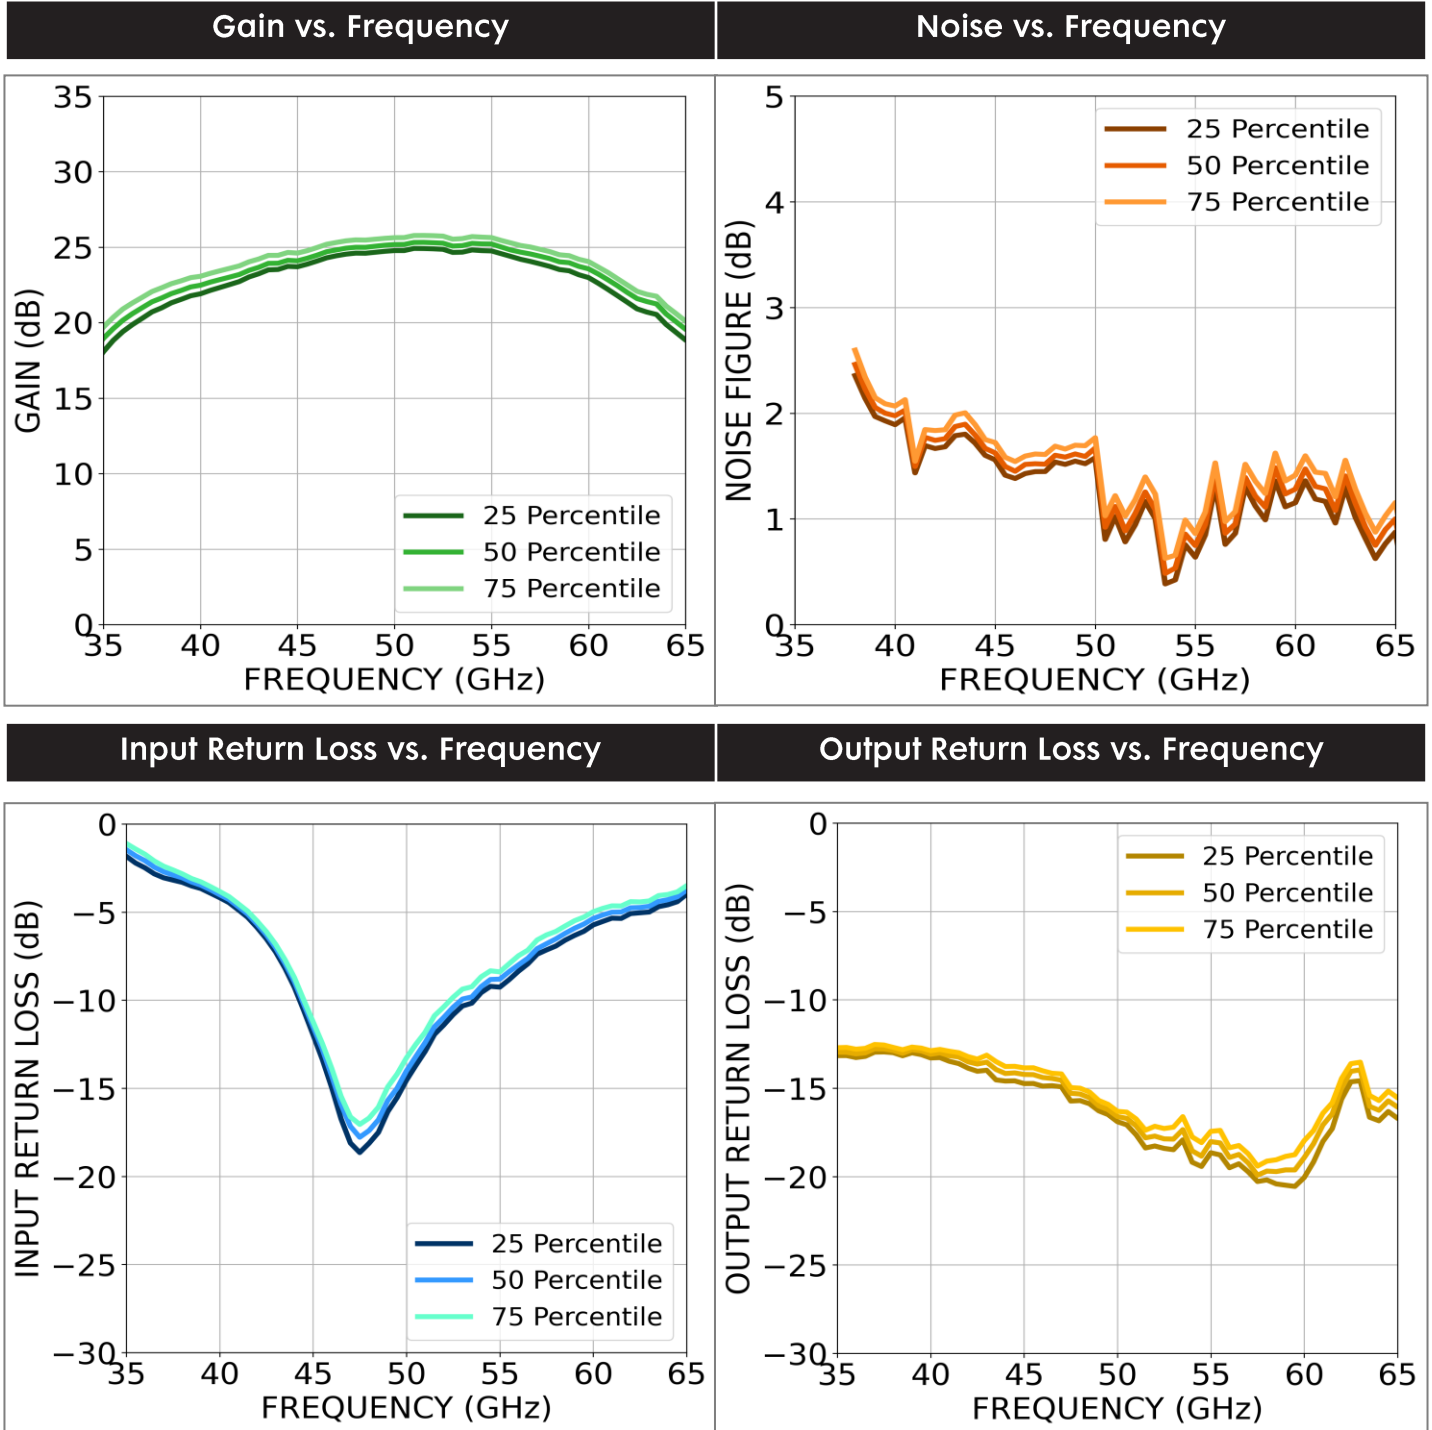 Gain vs. Frequency
Noise vs. Frequency
35
30
25
20
15
10
5
0
GAIN (dB)
25 Percentile
50 Percentile
75 Percentile
35 40 45 50 55 60 65
FREQUENCY (GHz)
5
4
3
2
1
0
NOISE FIGURE (dB)
25 Percentile
50 Percentile
75 Percentile
35 40 45 50 55 60 65
FREQUENCY (GHz)
Input Return Loss vs. Frequency
Output Return Loss vs. Frequency
0
−5
−10
−15
−20
−25
−30
INPUT RETURN LOSS (dB)
25 Percentile
50 Percentile
75 Percentile
35 40 45 50 55 60 65
FREQUENCY (GHz)
0
−5
−10
−15
−20
−25
−30
OUTPUT RETURN LOSS (dB)
25 Percentile
50 Percentile
75 Percentile
35 40 45 50 55 60 65
FREQUENCY (GHz)